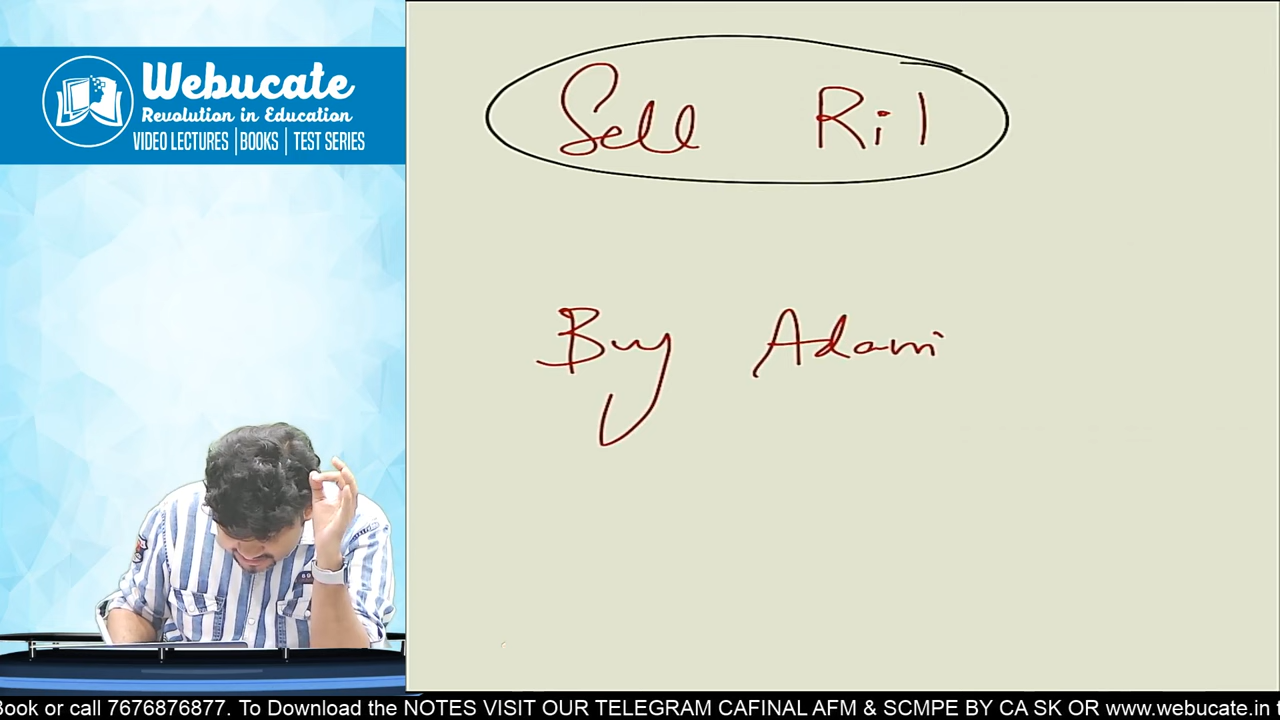 Webucate
Revolution in Education
VIDEO LECTURES | BOOKS | TEST SERIES
Sell Ril
Buy Adani
Book or call 7676876877. To Download the NOTES VISIT OUR TELEGRAM CAFINAL AFM & SCMPE BY CA SK OR www.webucate.in